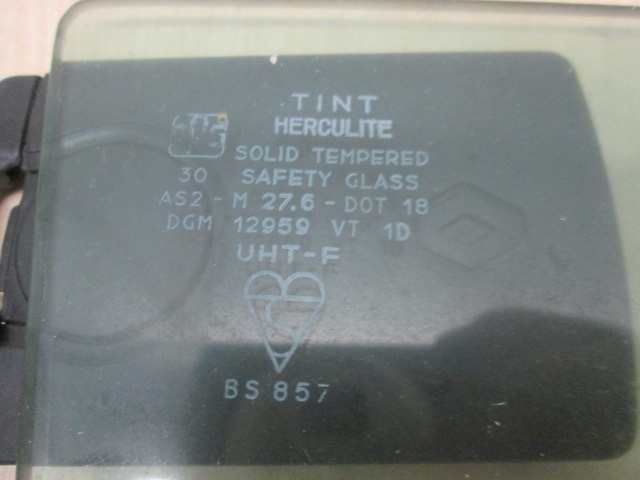 TINT
HERCULITE
SOLID TEMPERED
30 SAFETY GLASS
AS2 - M 27.6 - DOT 18
DGM 12959 VT 1D
UHT-F
BS 857